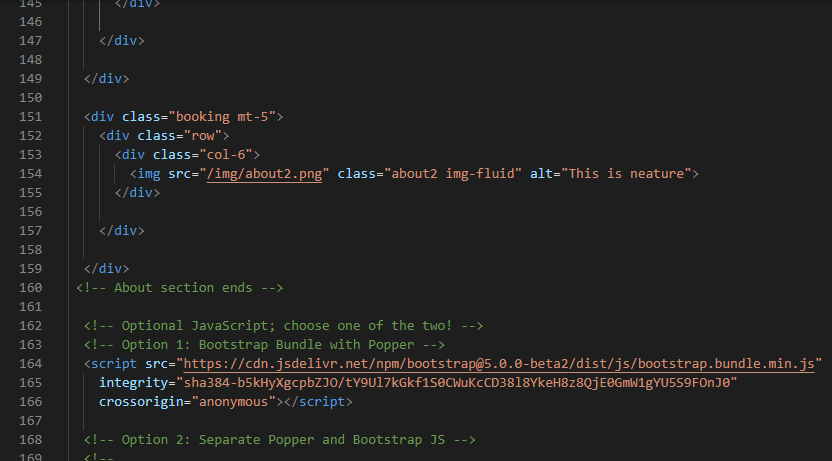 145 </div>
146
147 </div>
148
149 </div>
150
151 <div class="booking mt-5">
152 <div class="row">
153 <div class="col-6">
154 <img src="/img/about2.png" class="about2 img-fluid" alt="This is neature">
155 </div>
156
157 </div>
158
159 </div>
160 <!-- About section ends -->
161
162 <!-- Optional JavaScript; choose one of the two! -->
163 <!-- Option 1: Bootstrap Bundle with Popper -->
164 <script src="https://cdn.jsdelivr.net/npm/bootstrap@5.0.0-beta2/dist/js/bootstrap.bundle.min.js"
165 integrity="sha384-b5kHyXgcpbZJO/tY9Ul7kGkf1S0CWuKcCD38l8YkeH8z8QjE0GmW1gYU5S9FOnJ0"
166 crossorigin="anonymous"></script>
167
168 <!-- Option 2: Separate Popper and Bootstrap JS -->
169 <!--